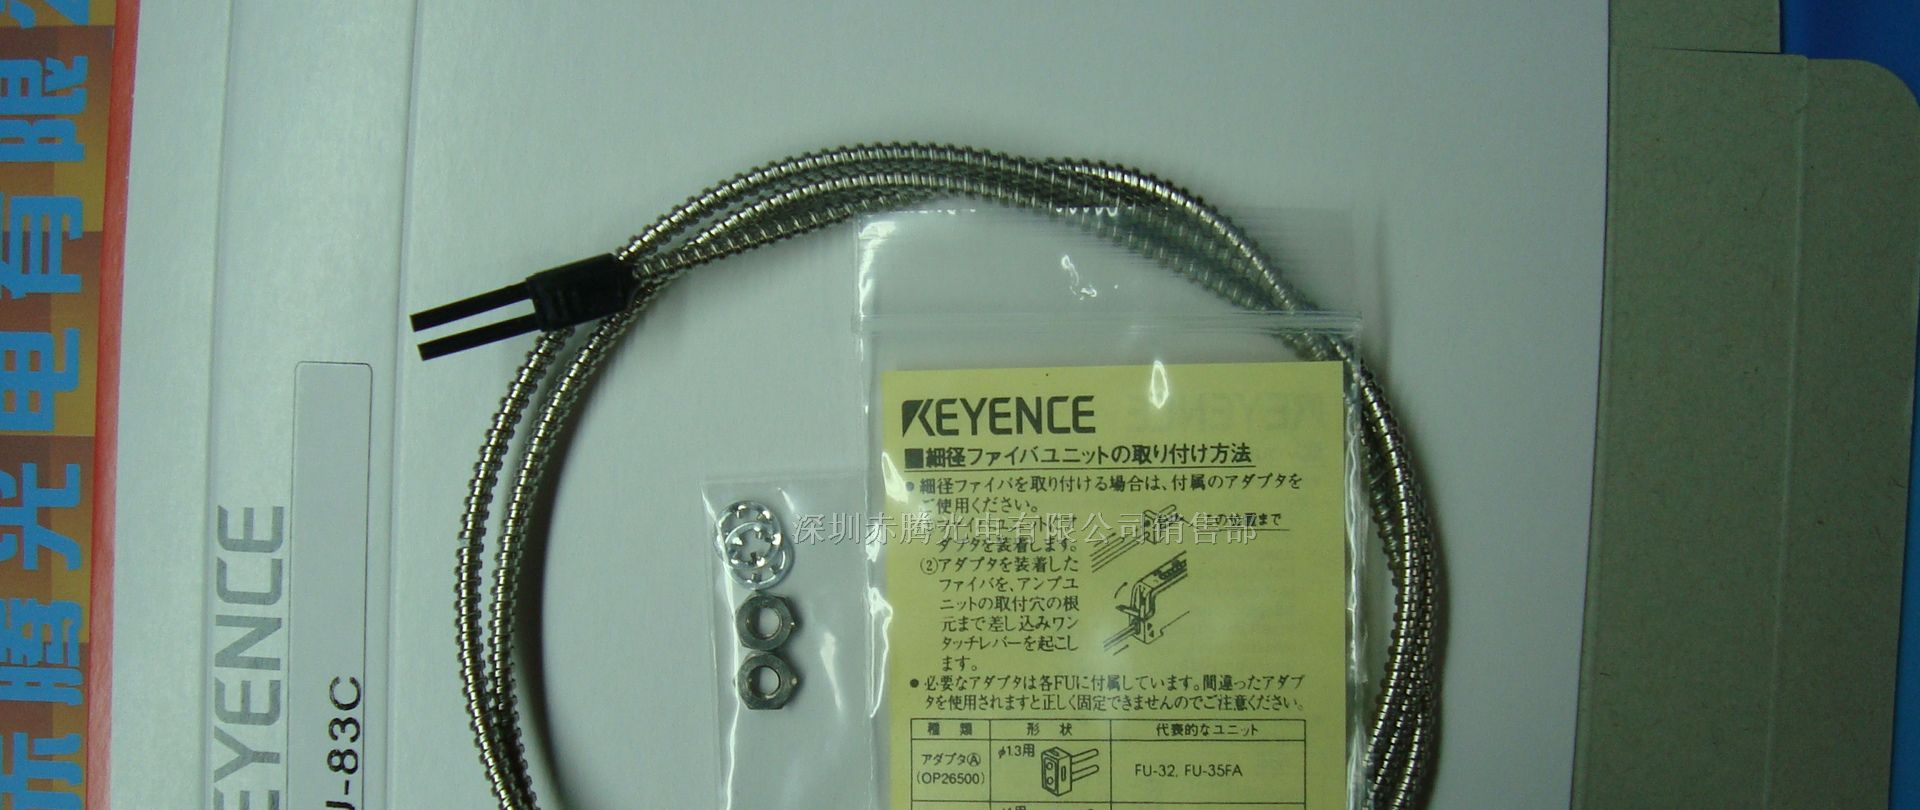 赤腾光电有限公
KEYENCE
U-83C
KEYENCE
■細径ファイバユニットの取り付け方法
●細径ファイバを取り付ける場合は、付属のアダプタを
ご使用ください。
ダプタを装着します。
②アダプタを装着した
ファイバを、アンプユ
ニットの取付穴の根
元まで差し込みワン
タッチレバーを起こし
ます。
●必要なアダプタは各FUに付属しています。間違ったアダプ
タを使用されますと正しく固定できませんのでご注意ください。
種類 形状 代表的なユニット
アダプタⒶ φ1.3用 FU-32, FU-35FA
(OP26500)
深圳赤腾光电有限公司销售部